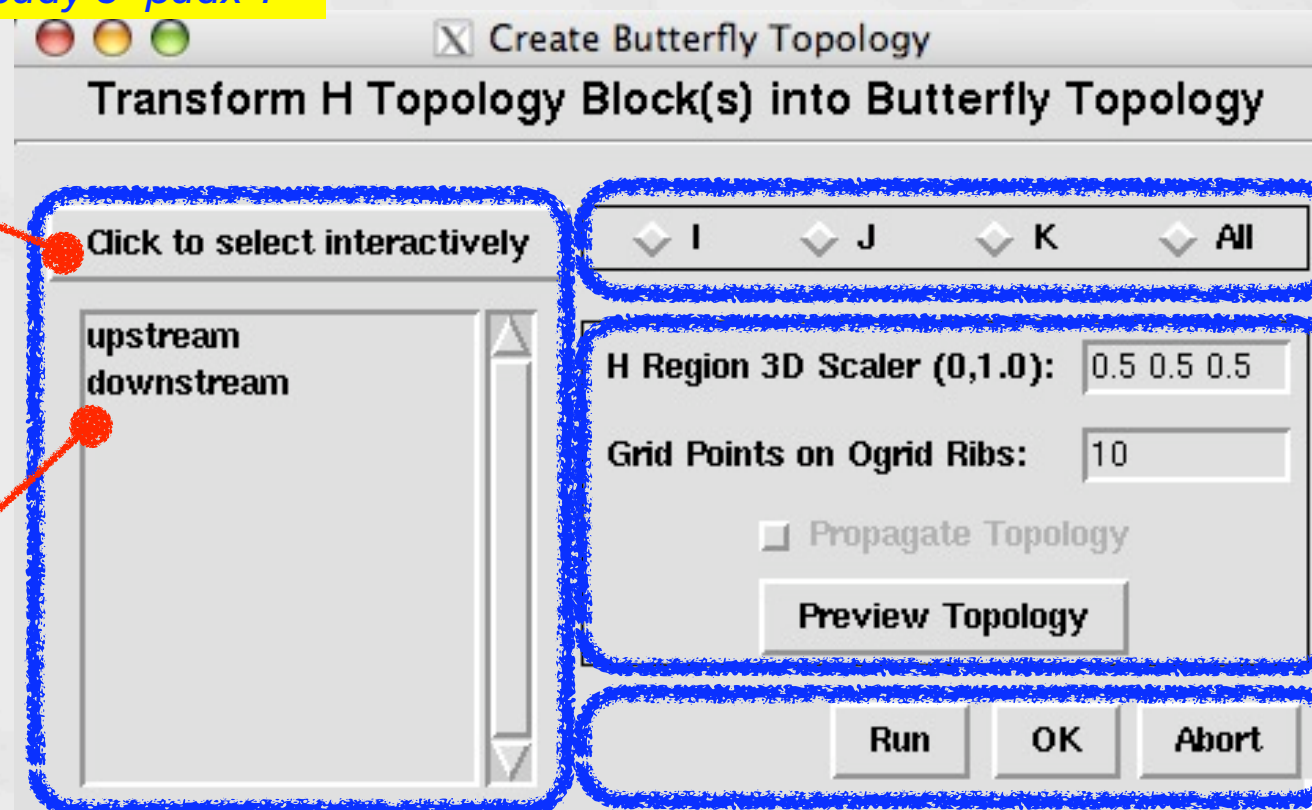 Create Butterfly Topology
Transform H Topology Block(s) into Butterfly Topology
Click to select interactively
upstream
downstream
I J K All
H Region 3D Scaler (0,1.0): 0.5 0.5 0.5
Grid Points on Ogrid Ribs: 10
Propagate Topology
Preview Topology
Run OK Abort